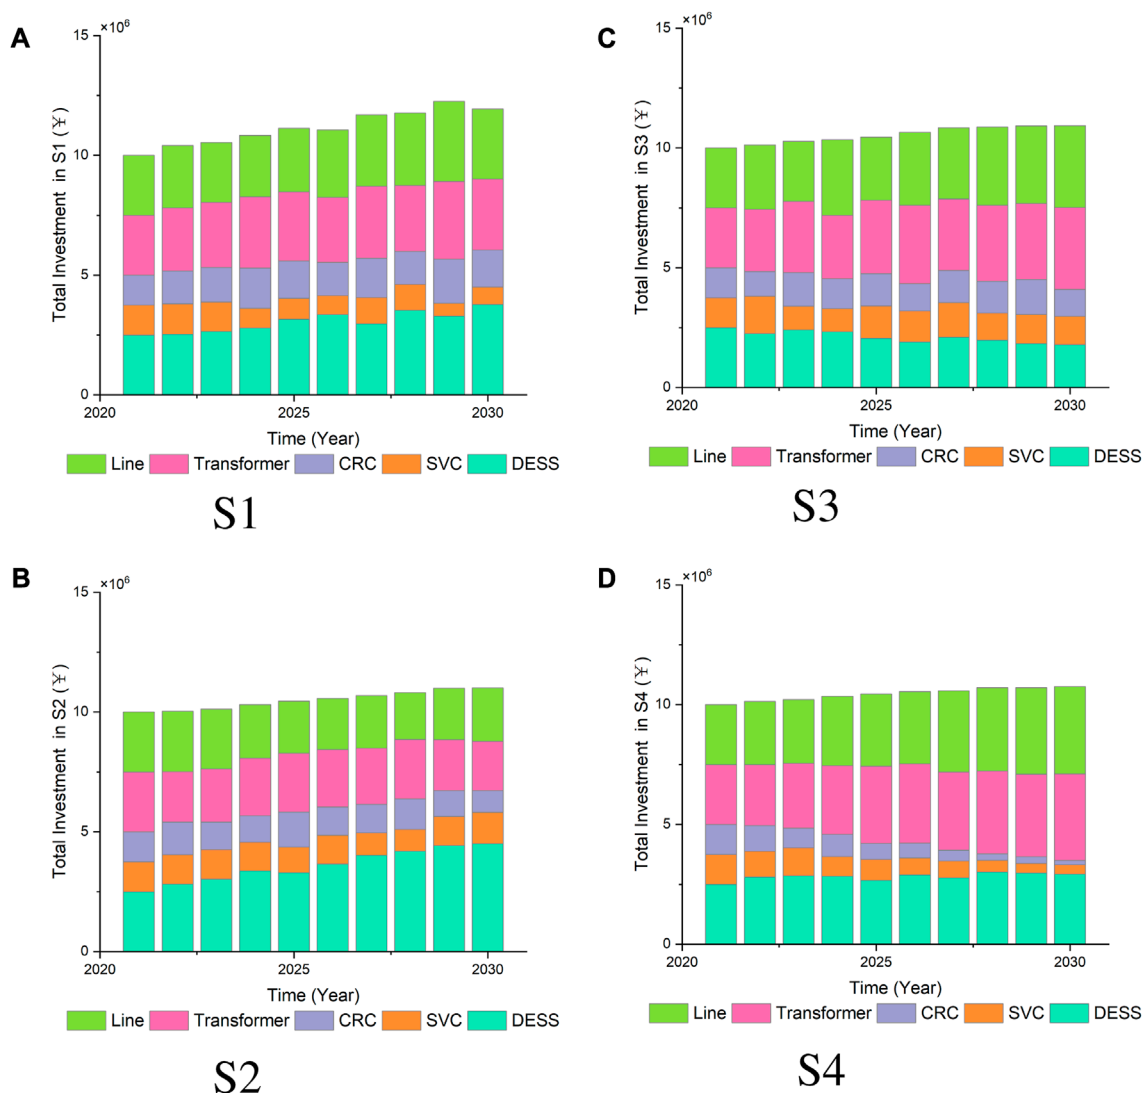 A
×10⁶
15
10
5
0
Total Investment in S1 (¥)
2020 2025 2030
Time (Year)
Line Transformer CRC SVC DESS
S1
B
×10⁶
15
10
5
0
Total Investment in S2 (¥)
2020 2025 2030
Time (Year)
Line Transformer CRC SVC DESS
S2
C
×10⁶
15
10
5
0
Total Investment in S3 (¥)
2020 2025 2030
Time (Year)
Line Transformer CRC SVC DESS
S3
D
×10⁶
15
10
5
0
Total Investment in S4 (¥)
2020 2025 2030
Time (Year)
Line Transformer CRC SVC DESS
S4